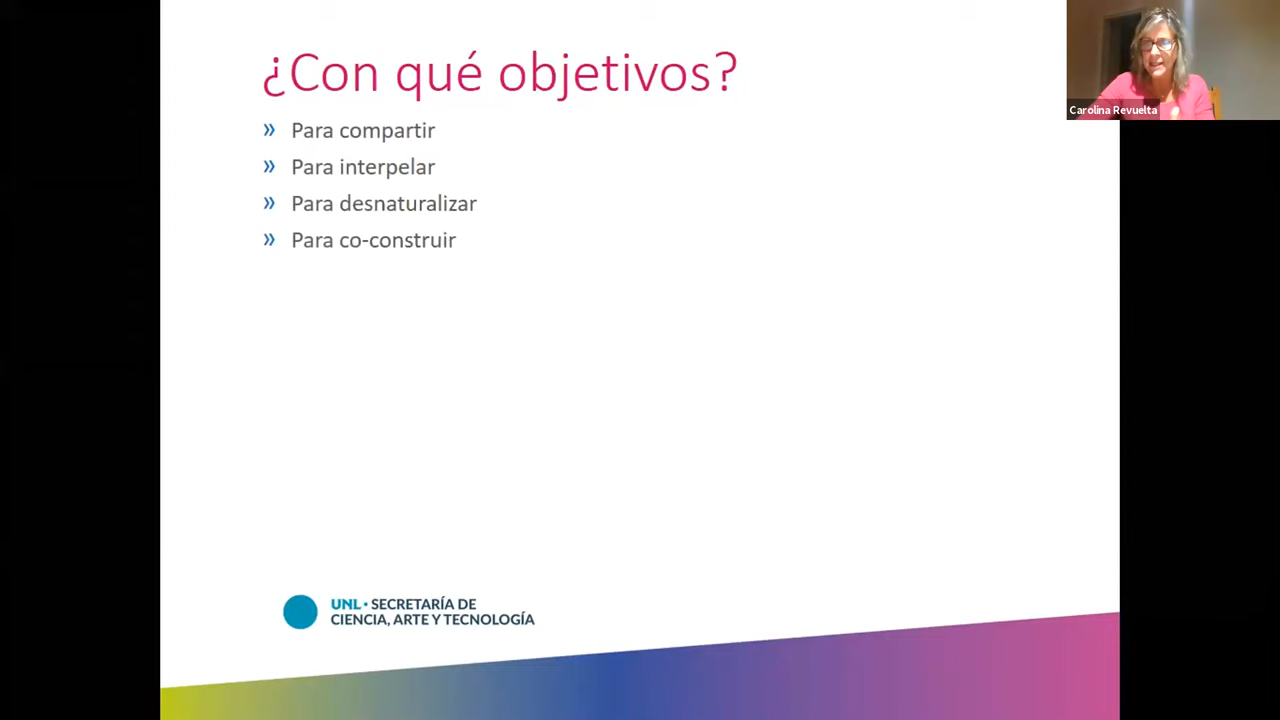 ¿Con qué objetivos?
» Para compartir
» Para interpelar
» Para desnaturalizar
» Para co-construir
Carolina Revuelta
UNL · SECRETARÍA DE
CIENCIA, ARTE Y TECNOLOGÍA